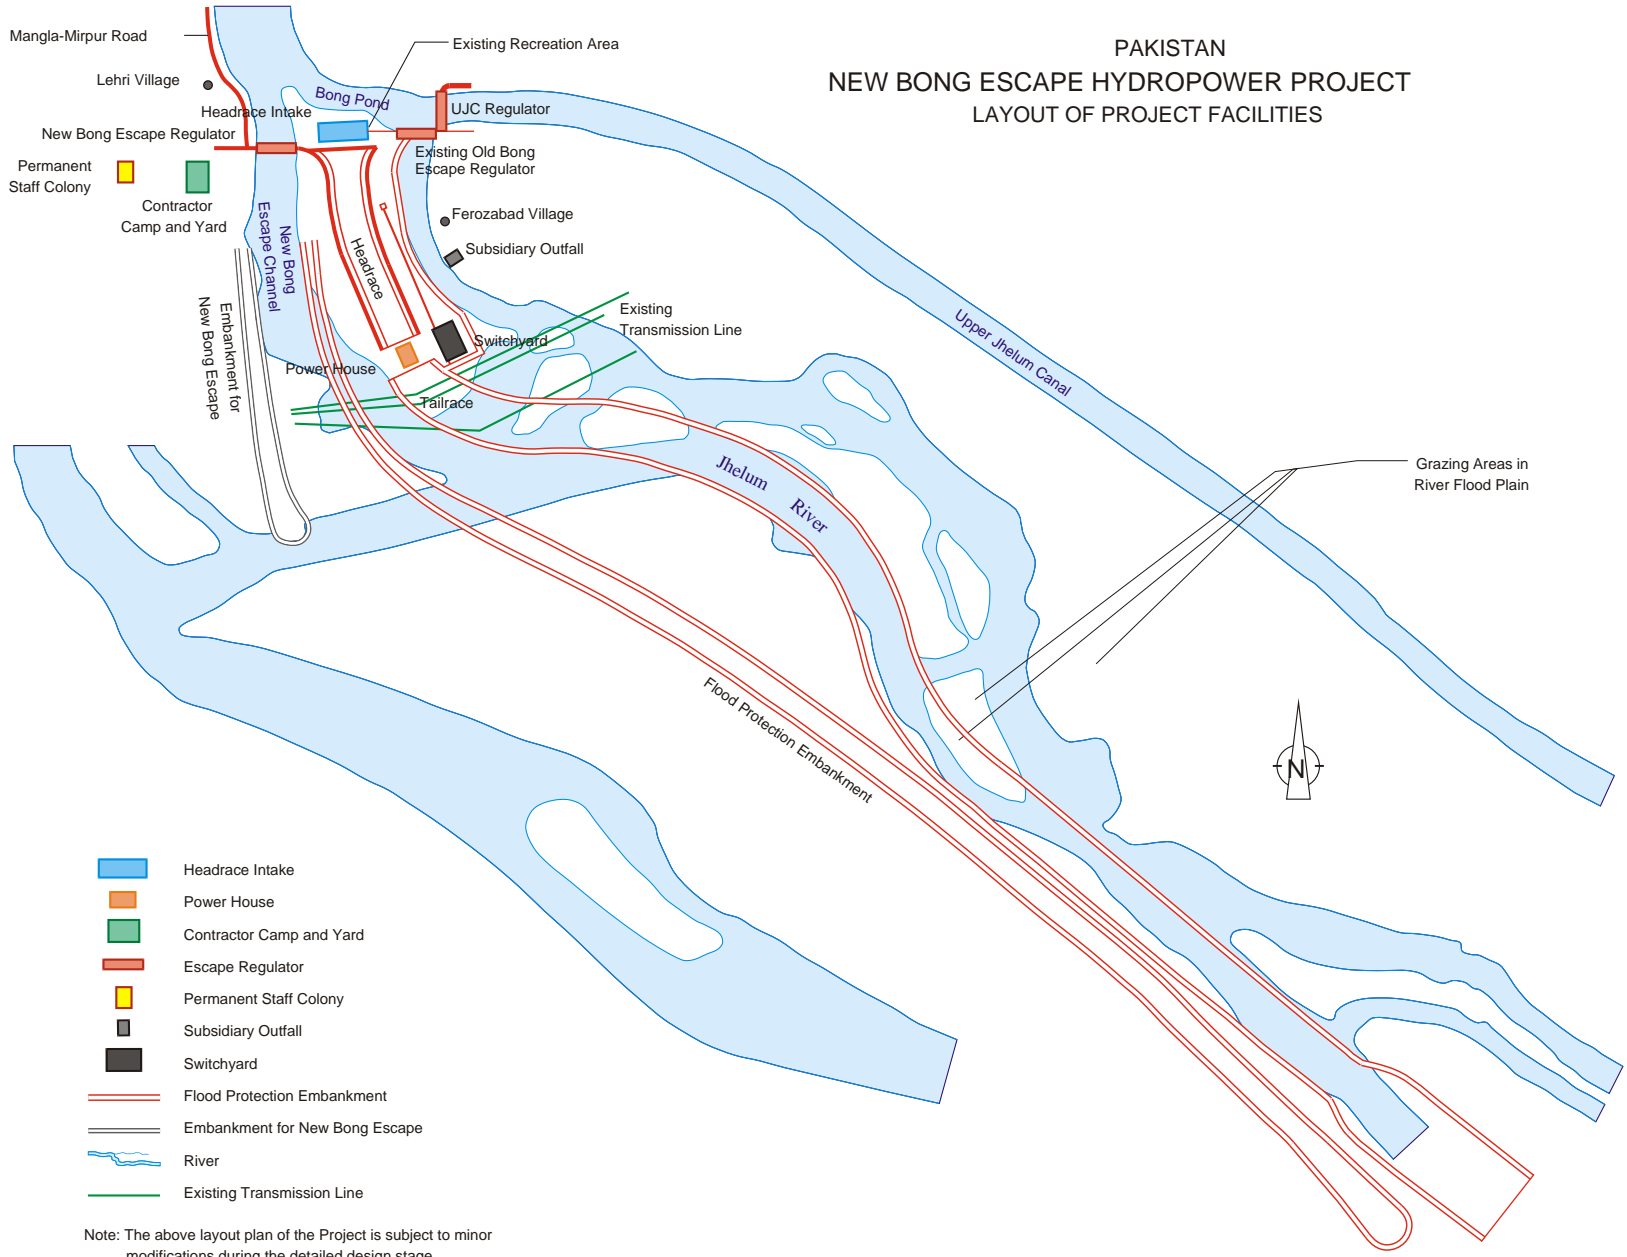 PAKISTAN
NEW BONG ESCAPE HYDROPOWER PROJECT
LAYOUT OF PROJECT FACILITIES
Mangla-Mirpur Road
Existing Recreation Area
Lehri Village
Bong Pond
Headrace Intake
UJC Regulator
New Bong Escape Regulator
Existing Old Bong
Escape Regulator
Permanent
Staff Colony
Contractor
Camp and Yard
Ferozabad Village
Subsidiary Outfall
New Bong
Escape Channel
Headrace
Embankment for
New Bong Escape
Existing
Transmission Line
Switchyard
Power House
Tailrace
Upper Jhelum Canal
Jhelum River
Grazing Areas in
River Flood Plain
Flood Protection Embankment
N
Headrace Intake
Power House
Contractor Camp and Yard
Escape Regulator
Permanent Staff Colony
Subsidiary Outfall
Switchyard
Flood Protection Embankment
Embankment for New Bong Escape
River
Existing Transmission Line
Note: The above layout plan of the Project is subject to minor
modifications during the detailed design stage